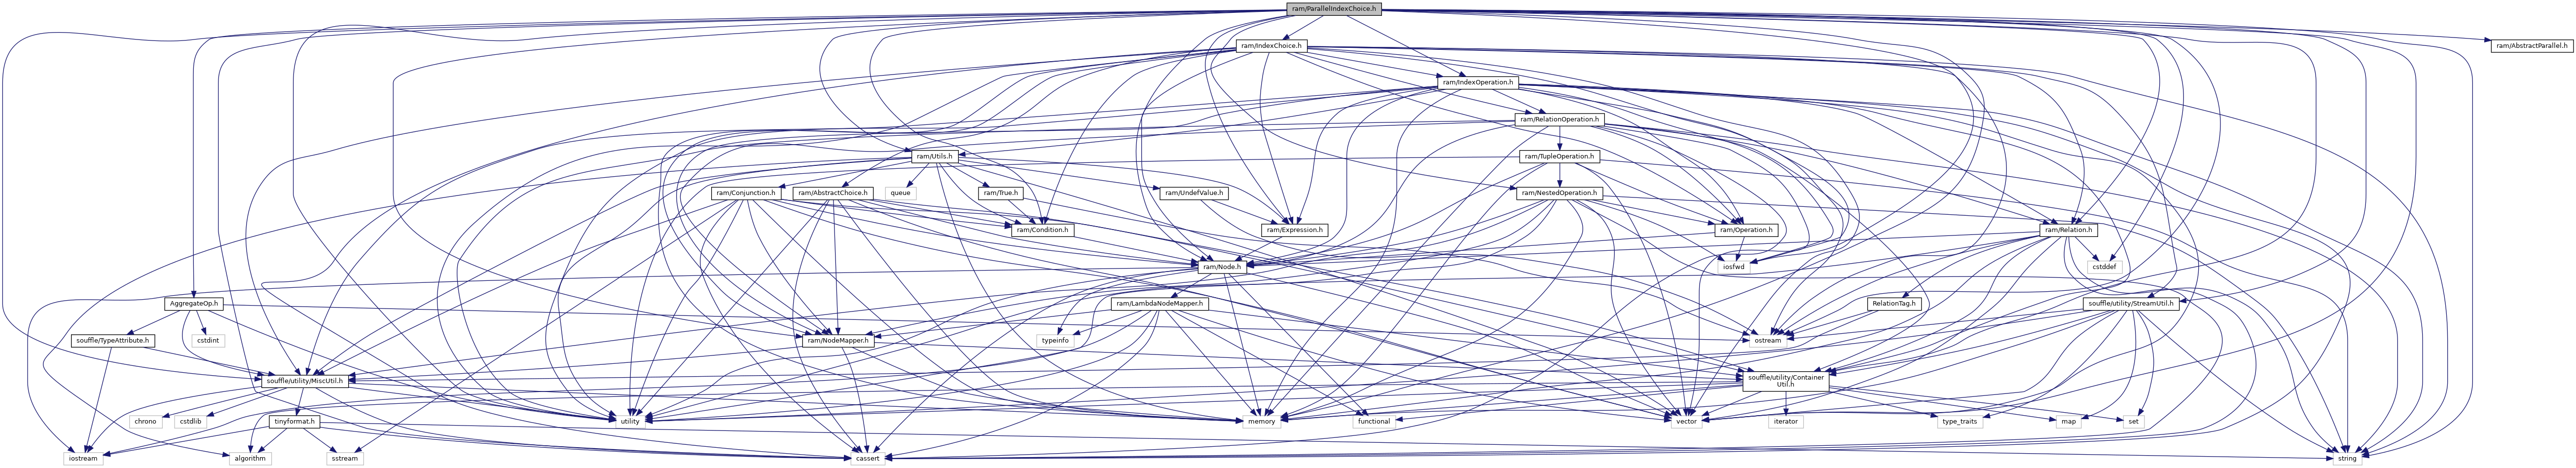 ram/ParallelIndexChoice.h
ram/IndexChoice.h
ram/AbstractParallel.h
ram/IndexOperation.h
ram/RelationOperation.h
ram/Utils.h
ram/TupleOperation.h
ram/Conjunction.h
ram/AbstractChoice.h
queue
ram/True.h
ram/UndefValue.h
ram/NestedOperation.h
ram/Condition.h
ram/Expression.h
ram/Operation.h
ram/Relation.h
ram/Node.h
iosfwd
cstddef
AggregateOp.h
ram/LambdaNodeMapper.h
RelationTag.h
souffle/utility/StreamUtil.h
souffle/TypeAttribute.h
cstdint
ram/NodeMapper.h
typeinfo
ostream
souffle/utility/MiscUtil.h
souffle/utility/Container
Util.h
chrono
cstdlib
tinyformat.h
utility
memory
functional
vector
iterator
type_traits
map
set
iostream
algorithm
sstream
cassert
string